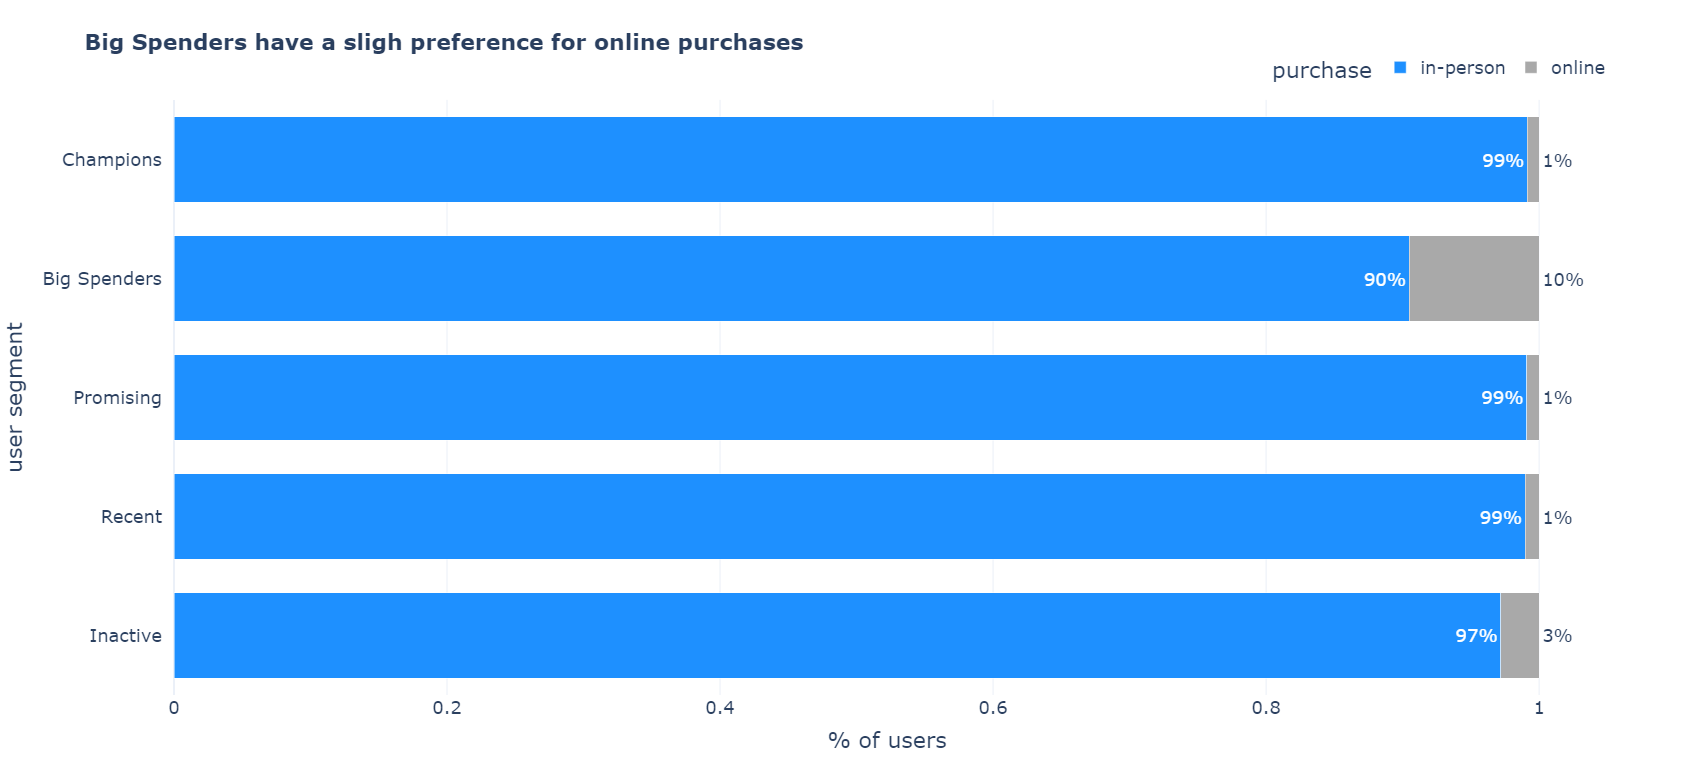 Big Spenders have a sligh preference for online purchases
purchase in-person online
Champions 99% 1%
Big Spenders 90% 10%
Promising 99% 1%
Recent 99% 1%
Inactive 97% 3%
user segment
0 0.2 0.4 0.6 0.8 1
% of users